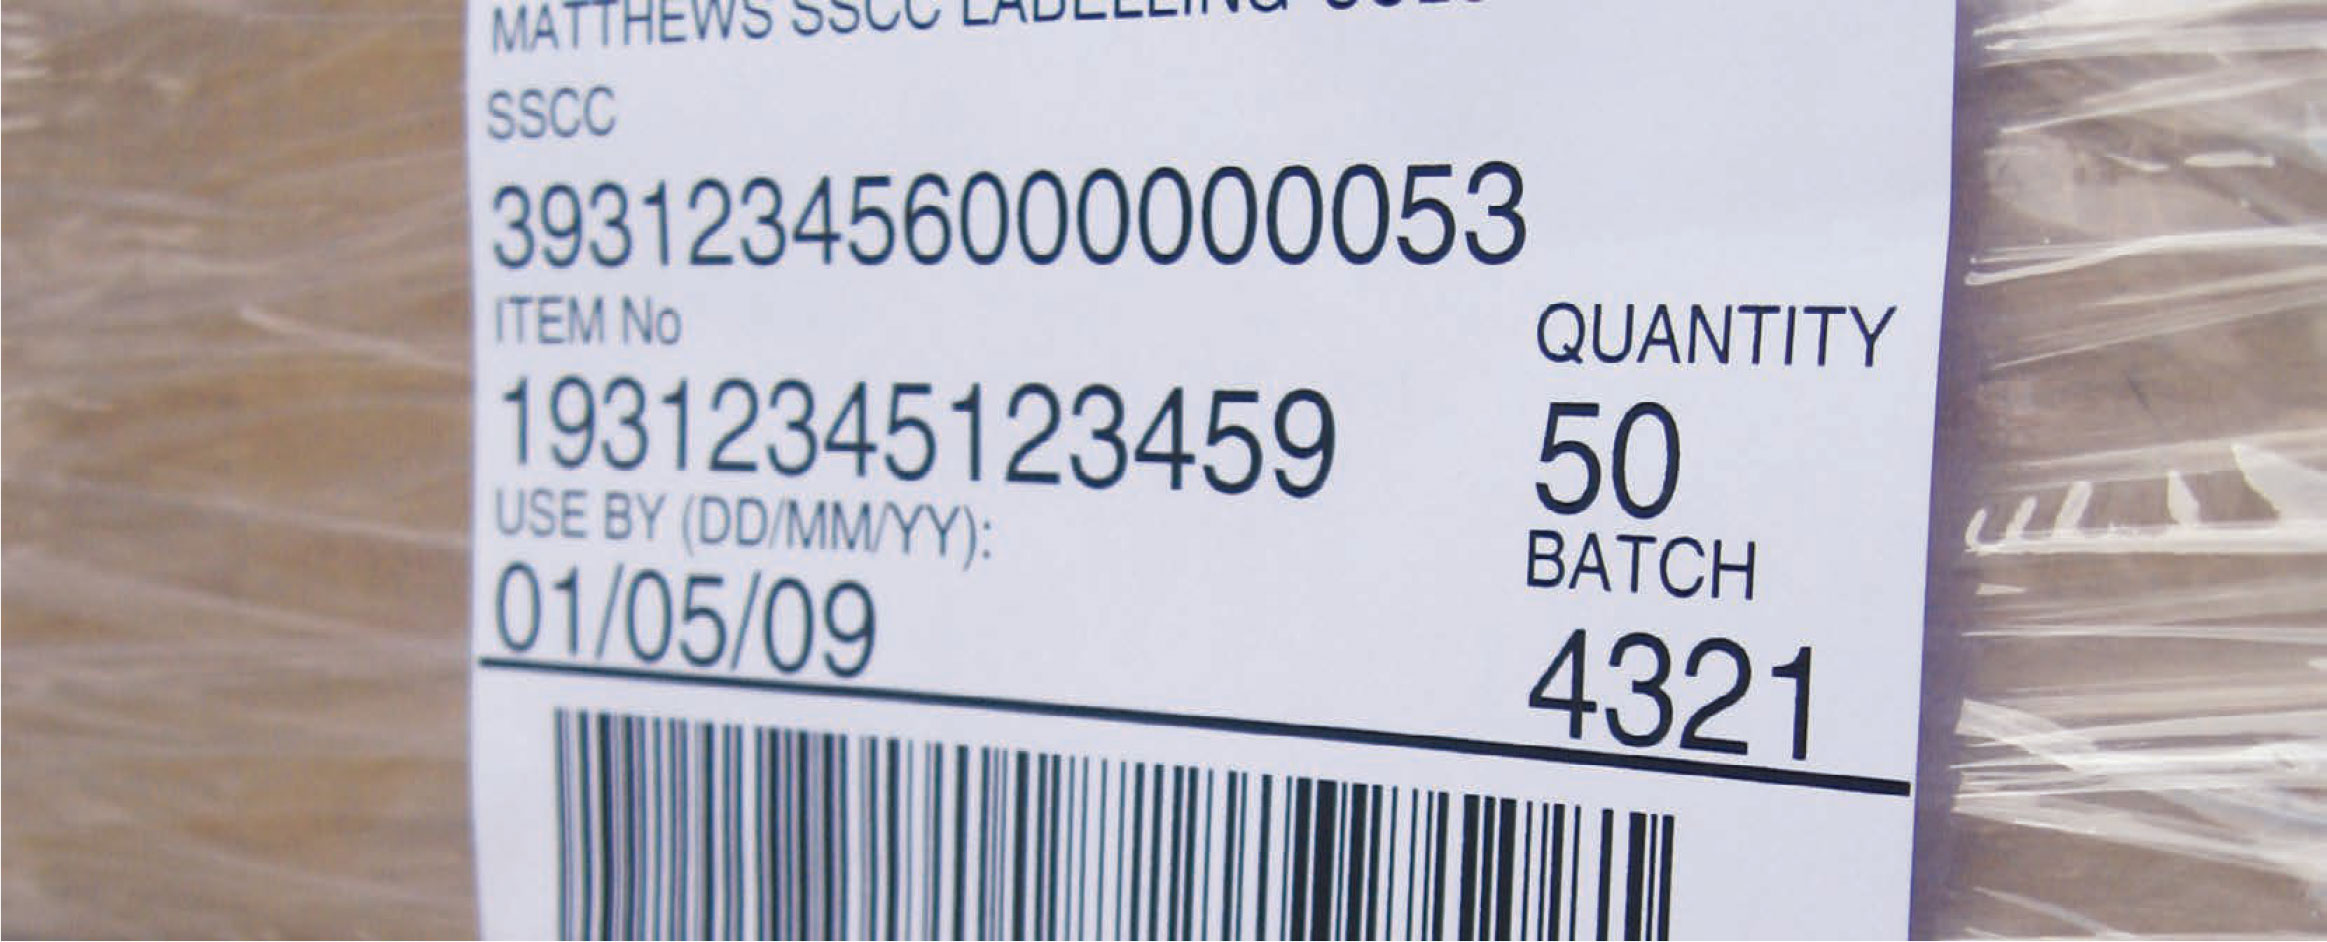 MATTHEWS SSCC LABELLING
SSCC
393123456000000053
ITEM No
QUANTITY
19312345123459
50
USE BY (DD/MM/YY):
BATCH
01/05/09
4321